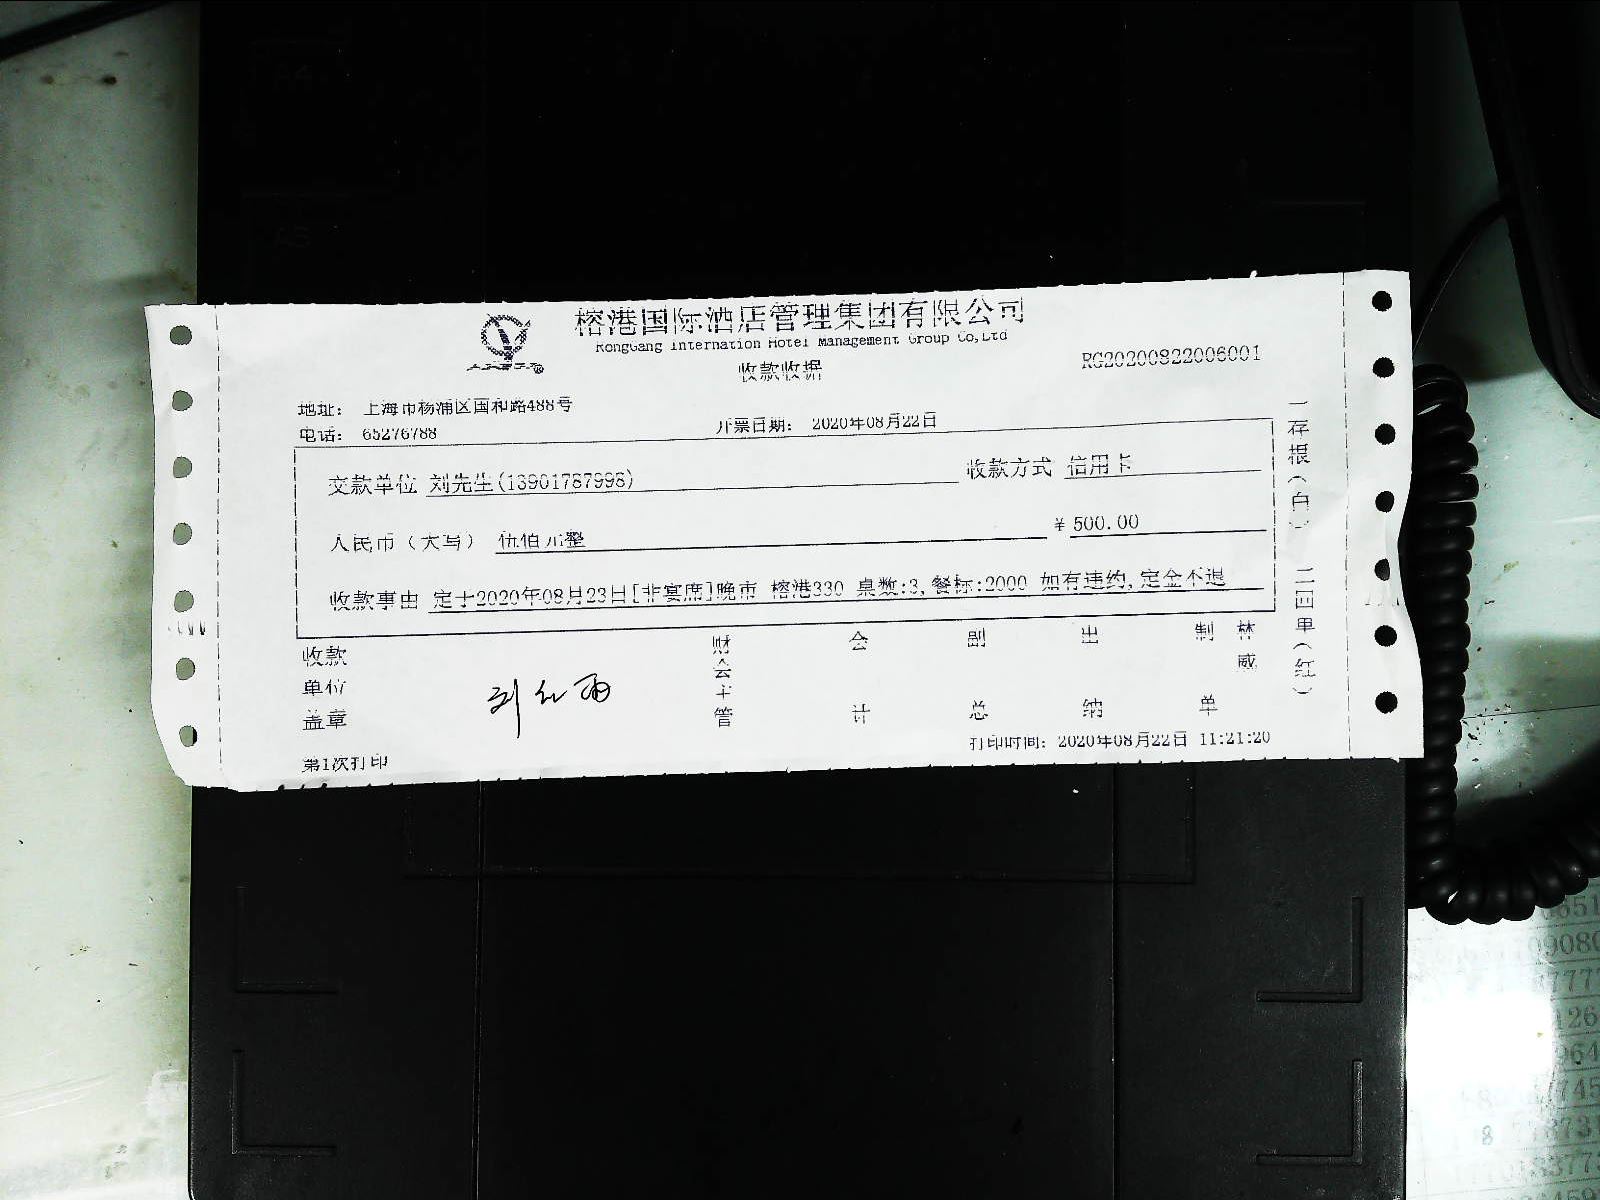 榕港国际酒店管理集团有限公司
RongGang Internation Hotel Management Group Co,Ltd
收款收据
RG20200822006001
地址： 上海市杨浦区国和路488号
电话： 65276788
开票日期： 2020年08月22日
交款单位 刘先生(13901787998)
收款方式 信用卡
人民币（大写） 伍佰元整
¥ 500.00
收款事由 定于2020年08月23日[非宴席]晚市 榕港330 桌数:3,餐标:2000 如有违约,定金不退
收款单位盖章
刘红雨
财会主管
会计
副总
出纳
制单
林威
一存根（白）
二四单（红）
第1次打印
打印时间：2020年08月22日 11:21:20